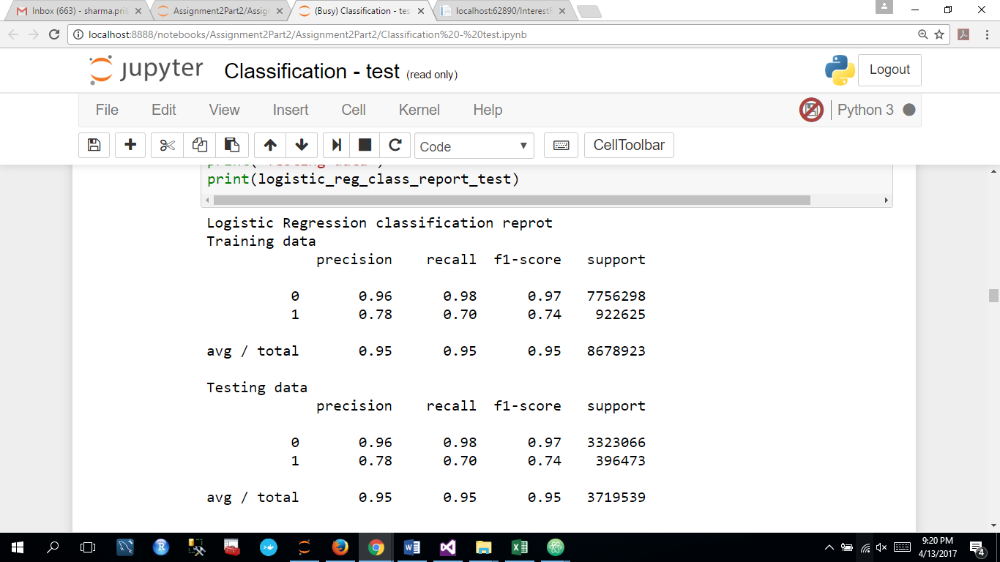 Inbox (663) - sharma.pri
Assignment2Part2/Assign
(Busy) Classification - tes
localhost:62890/InterestR
localhost:8888/notebooks/Assignment2Part2/Assignment2Part2/Classification%20-%20test.ipynb
jupyter Classification - test (read only)
Logout
File Edit View Insert Cell Kernel Help
Python 3
Code
CellToolbar
print(logistic_reg_class_report_test)
Logistic Regression classification reprot
Training data
precision recall f1-score support
0 0.96 0.98 0.97 7756298
1 0.78 0.70 0.74 922625
avg / total 0.95 0.95 0.95 8678923
Testing data
precision recall f1-score support
0 0.96 0.98 0.97 3323066
1 0.78 0.70 0.74 396473
avg / total 0.95 0.95 0.95 3719539
9:20 PM
4/13/2017
4